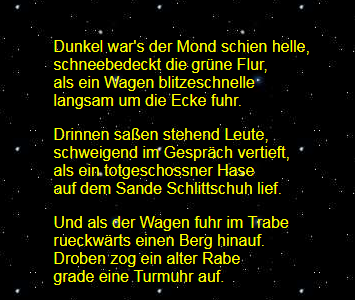 Dunkel war's der Mond schien helle,
schneebedeckt die grüne Flur,
als ein Wagen blitzeschnelle
langsam um die Ecke fuhr.
Drinnen saßen stehend Leute,
schweigend im Gespräch vertieft,
als ein totgeschossner Hase
auf dem Sande Schlittschuh lief.
Und als der Wagen fuhr im Trabe
rueckwärts einen Berg hinauf.
Droben zog ein alter Rabe
grade eine Turmuhr auf.